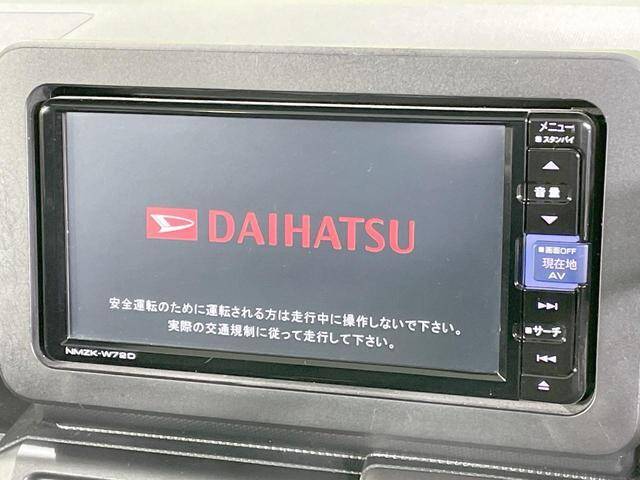 DAIHATSU
安全運転のために運転される方は走行中に操作しないで下さい。
実際の交通規制に従って走行して下さい。
NMZK-W72D
メニュー
スタンバイ
音量
画面OFF
現在地
AV
サーチ